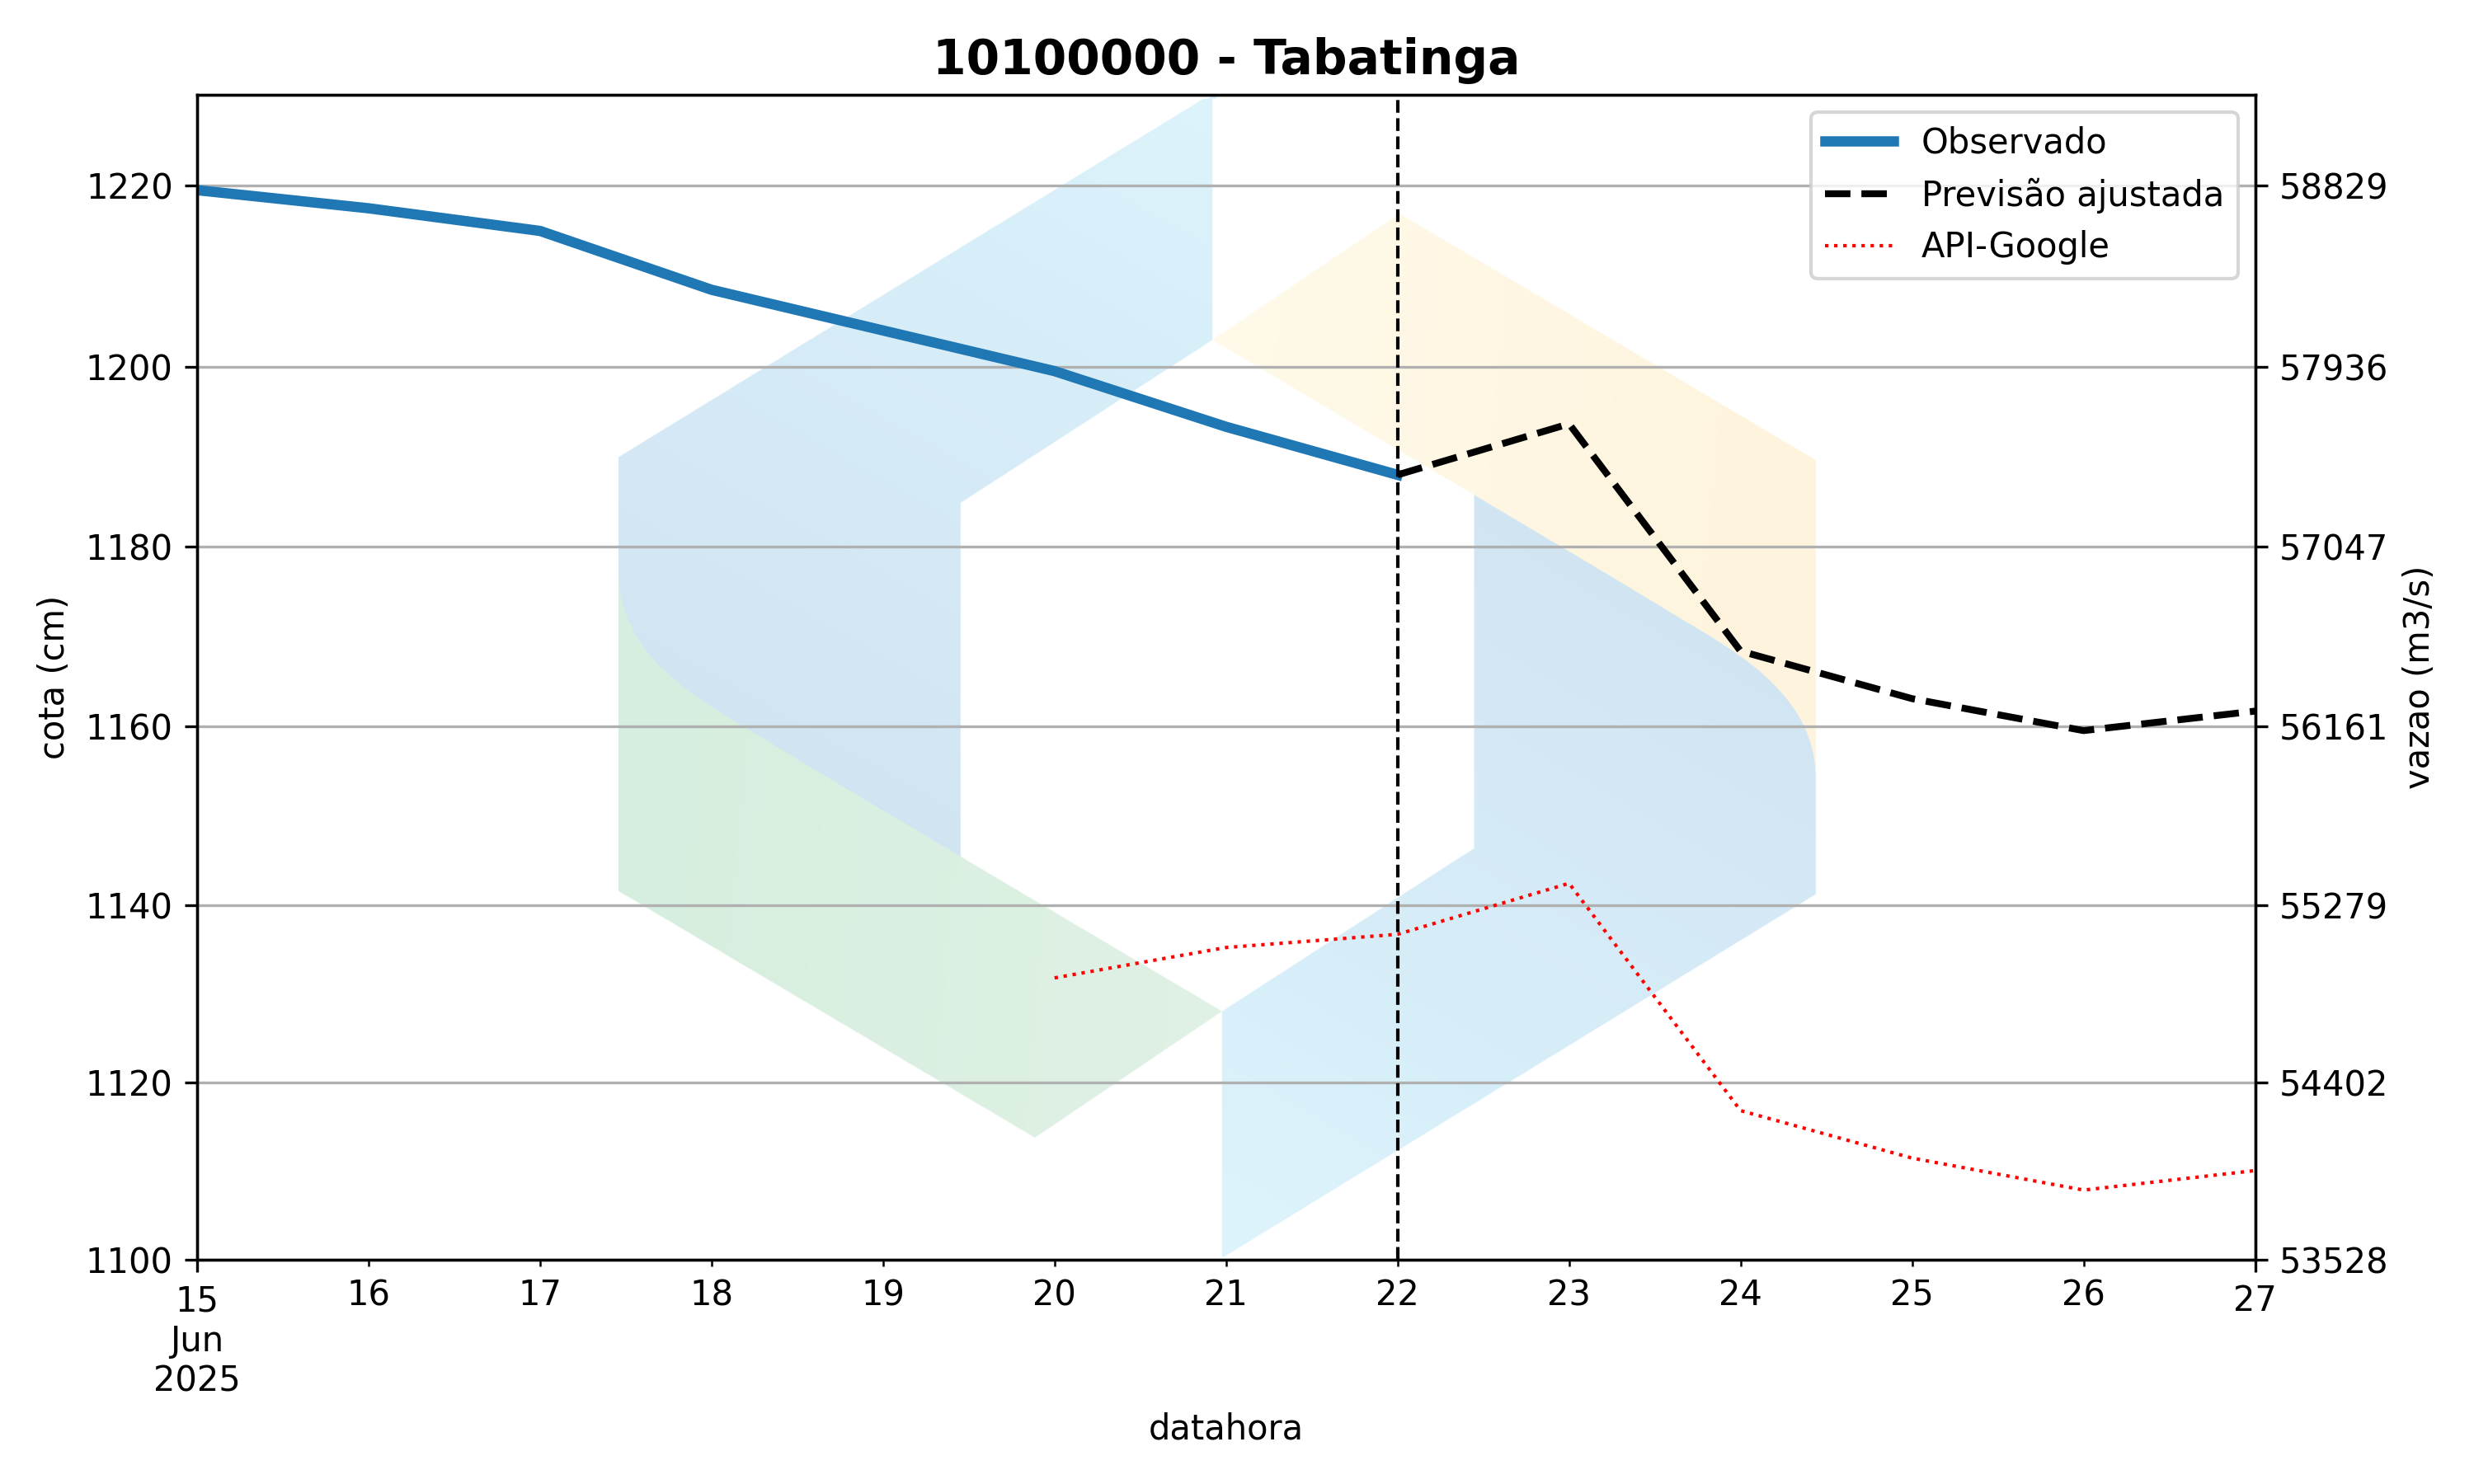 10100000 - Tabatinga
Observado
Previsão ajustada
API-Google
1220
1200
1180
1160
1140
1120
1100
cota (cm)
58829
57936
57047
56161
55279
54402
53528
vazao (m3/s)
15 16 17 18 19 20 21 22 23 24 25 26 27
Jun
2025
datahora